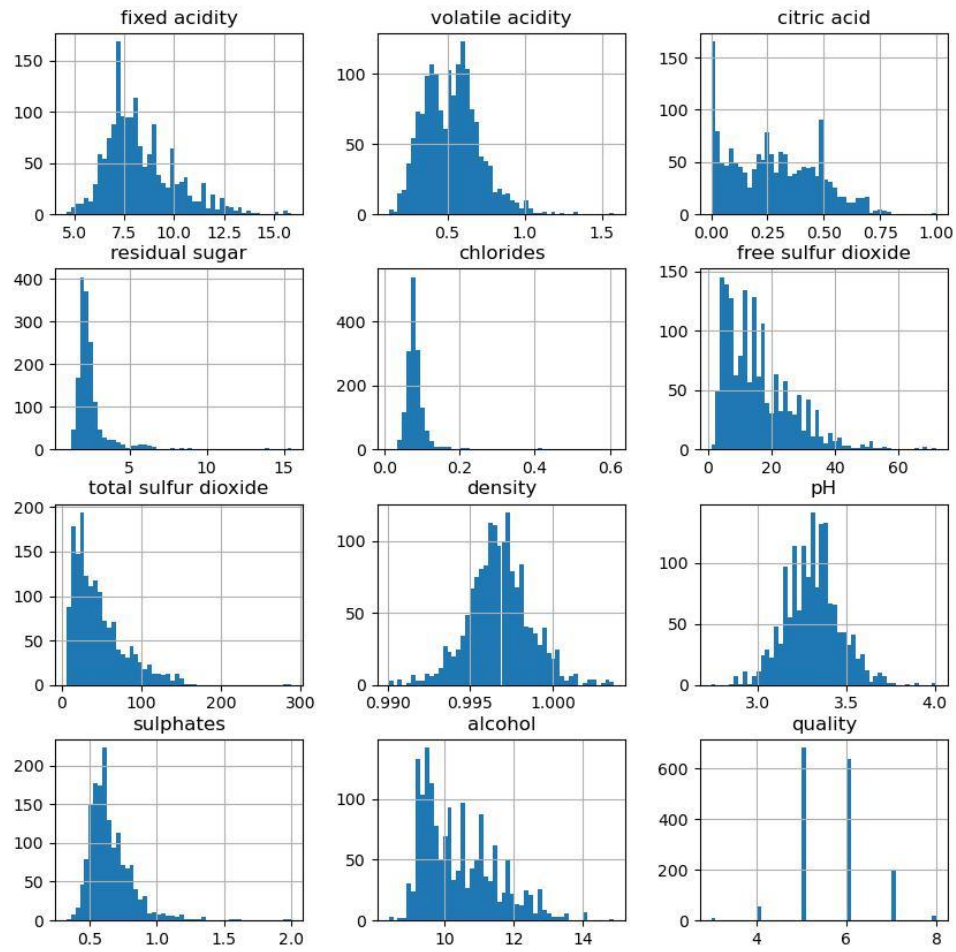 fixed acidity
150
100
50
0
5.0 7.5 10.0 12.5 15.0
volatile acidity
100
50
0
0.5 1.0 1.5
citric acid
150
100
50
0
0.00 0.25 0.50 0.75 1.00
residual sugar
400
300
200
100
0
5 10 15
chlorides
400
200
0
0.0 0.2 0.4 0.6
free sulfur dioxide
150
100
50
0
0 20 40 60
total sulfur dioxide
200
150
100
50
0
0 100 200 300
density
100
50
0
0.990 0.995 1.000
pH
100
50
0
3.0 3.5 4.0
sulphates
200
150
100
50
0
0.5 1.0 1.5 2.0
alcohol
100
50
0
10 12 14
quality
600
400
200
0
4 6 8